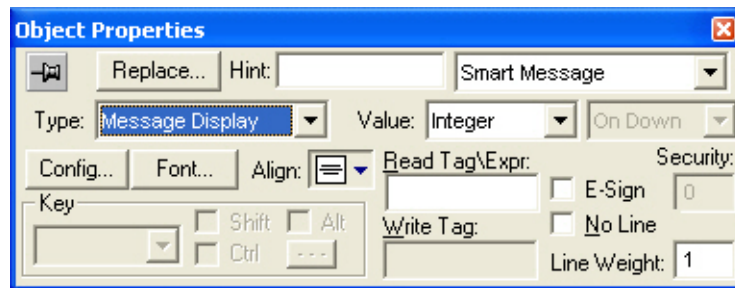 Object Properties
Replace... Hint: Smart Message
Type: Message Display Value: Integer On Down
Config... Font... Align: Read Tag\Expr: Security:
E-Sign 0
Key
Shift Alt Write Tag: No Line
Ctrl ---
Line Weight: 1